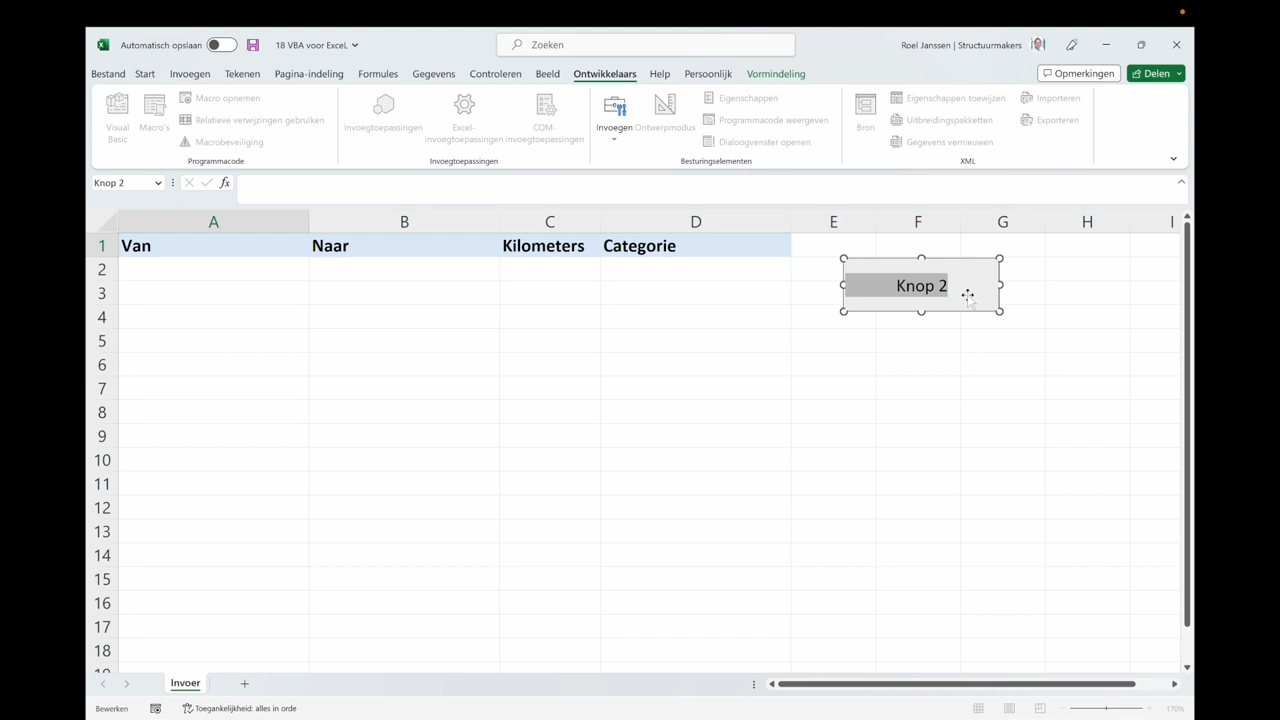 Automatisch opslaan
18 VBA voor ExceL
Zoeken
Roel Janssen | Structuurmakers
Bestand Start Invoegen Tekenen Pagina-indeling Formules Gegevens Controleren Beeld Ontwikkelaars Help Persoonlijk Vormindeling
Opmerkingen Delen
Visual Basic
Macro's
Macro opnemen
Relatieve verwijzingen gebruiken
Macrobeveiliging
Programmacode
Invoegtoepassingen
Excel-invoegtoepassingen
COM-invoegtoepassingen
Invoegtoepassingen
Invoegen
Ontwerpmodus
Eigenschappen
Programmacode weergeven
Dialoogvenster openen
Besturingselementen
Bron
Eigenschappen toewijzen
Uitbreidingspakketten
Gegevens vernieuwen
Importeren
Exporteren
XML
Knop 2
fx
A B C D E F G H I
1 Van Naar Kilometers Categorie
2
Knop 2
3
4
5
6
7
8
9
10
11
12
13
14
15
16
17
18
19
Invoer
Bewerken
Toegankelijkheid: alles in orde
170%